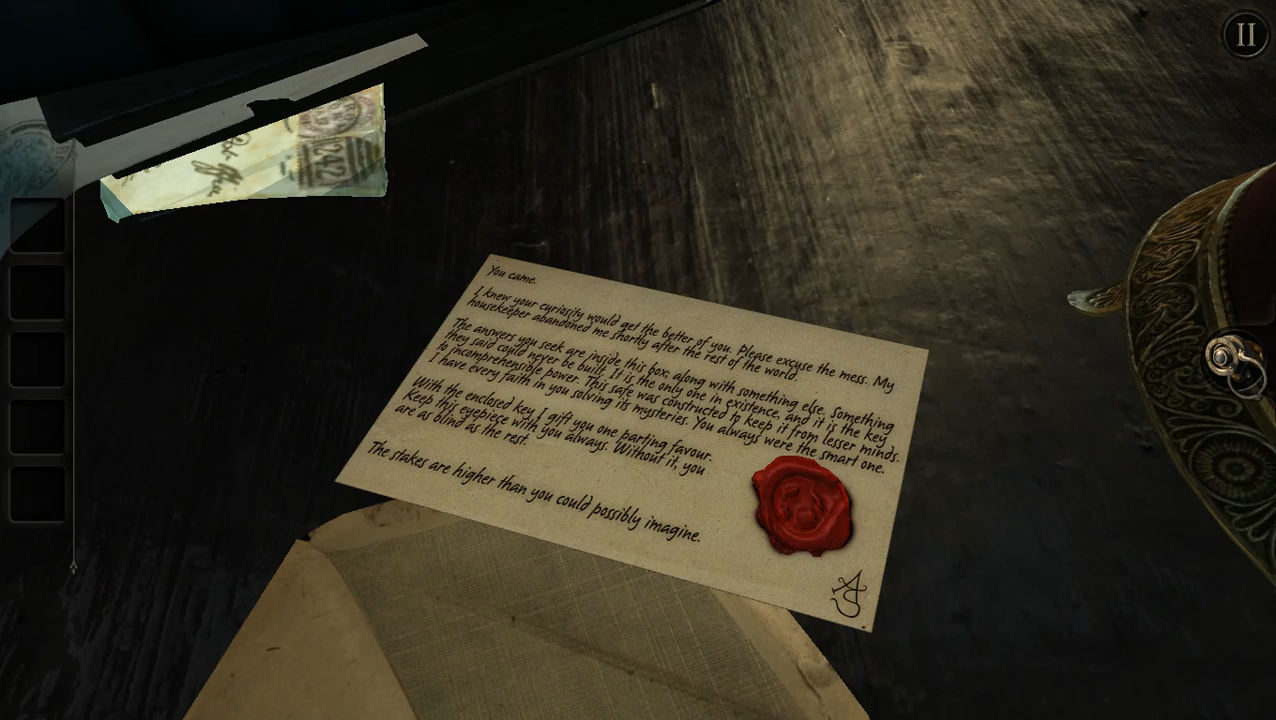 You came.
I knew your curiosity would get the better of you. Please excuse the mess. My
housekeeper abandoned me shortly after the rest of the world.
The answers you seek are inside this box; along with something else. Something
they said could never be built. It is the only one in existence, and it is the key
to incomprehensible power. This safe was constructed to keep it from lesser minds.
I have every faith in you solving its mysteries. You always were the smart one.
With the enclosed key I gift you one parting favour.
Keep this eyepiece with you always. Without it, you
are as blind as the rest.
The stakes are higher than you could possibly imagine.
AS
Post Office
242